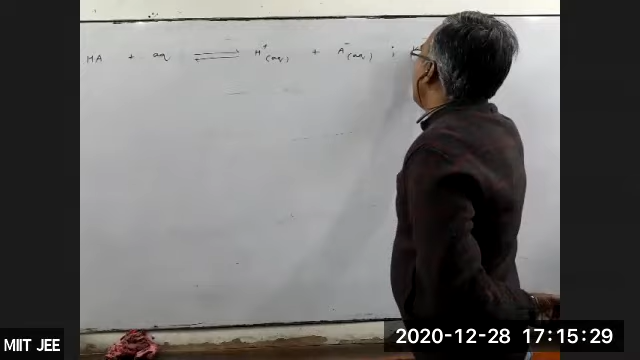 HA + aq ⇌ H⁺(aq) + A⁻(aq) ;
MIIT JEE
2020-12-28 17:15:29